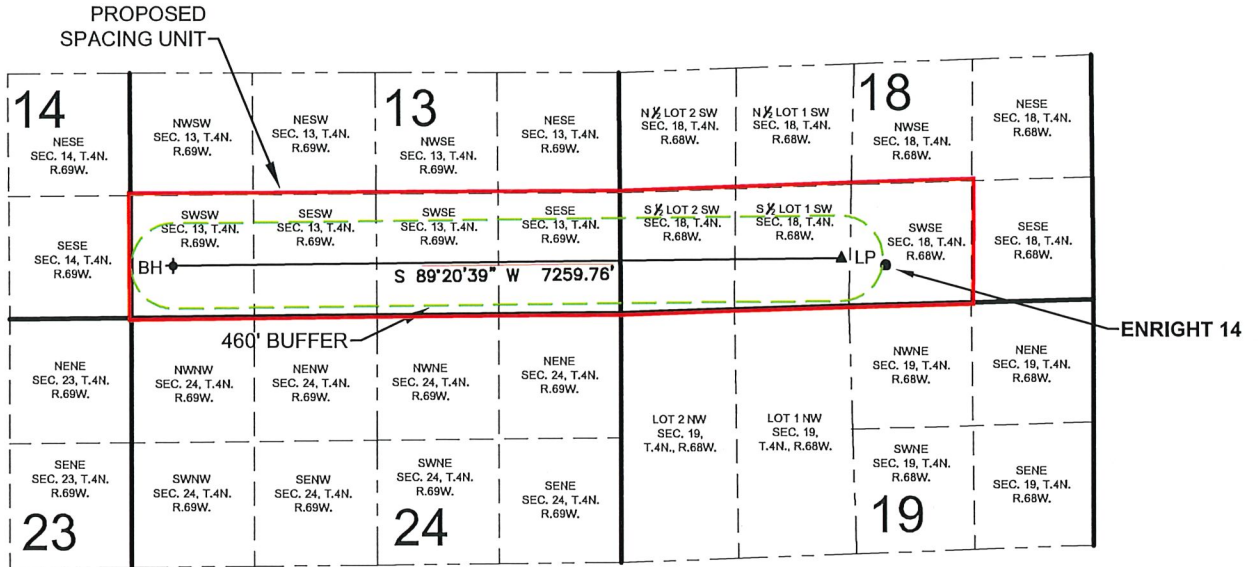 PROPOSED
SPACING UNIT
14
NESE
SEC. 14, T.4N.
R.69W.
NWSW
SEC. 13, T.4N.
R.69W.
NESW
SEC. 13, T.4N.
R.69W.
13
NWSE
SEC. 13, T.4N.
R.69W.
NESE
SEC. 13, T.4N.
R.69W.
N ½ LOT 2 SW
SEC. 18, T.4N.
R.68W.
N ½ LOT 1 SW
SEC. 18, T.4N.
R.68W.
18
NWSE
SEC. 18, T.4N.
R.68W.
NESE
SEC. 18, T.4N.
R.68W.
SESE
SEC. 14, T.4N.
R.69W.
SWSW
SEC. 13, T.4N.
R.69W.
SESW
SEC. 13, T.4N.
R.69W.
SWSE
SEC. 13, T.4N.
R.69W.
SESE
SEC. 13, T.4N.
R.69W.
S ½ LOT 2 SW
SEC. 18, T.4N.
R.68W.
S ½ LOT 1 SW
SEC. 18, T.4N.
R.68W.
SWSE
SEC. 18, T.4N.
R.68W.
SESE
SEC. 18, T.4N.
R.68W.
BH
S 89°20'39" W 7259.76'
LP
460' BUFFER
ENRIGHT 14
NENE
SEC. 23, T.4N.
R.69W.
NWNW
SEC. 24, T.4N.
R.69W.
NENW
SEC. 24, T.4N.
R.69W.
NWNE
SEC. 24, T.4N.
R.69W.
NENE
SEC. 24, T.4N.
R.69W.
LOT 2 NW
SEC. 19,
T.4N., R.68W.
LOT 1 NW
SEC. 19,
T.4N., R.68W.
NWNE
SEC. 19, T.4N.
R.68W.
NENE
SEC. 19, T.4N.
R.68W.
SENE
SEC. 23, T.4N.
R.69W.
23
SWNW
SEC. 24, T.4N.
R.69W.
SENW
SEC. 24, T.4N.
R.69W.
SWNE
SEC. 24, T.4N.
R.69W.
24
SENE
SEC. 24, T.4N.
R.69W.
SWNE
SEC. 19, T.4N.
R.68W.
19
SENE
SEC. 19, T.4N.
R.68W.